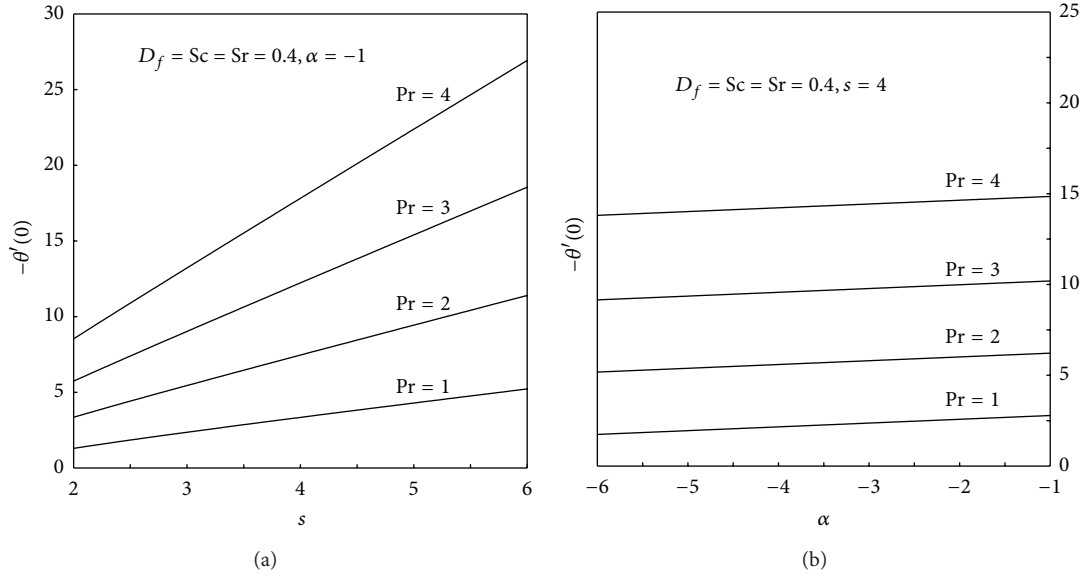 30
25
20
15
10
5
0
−θ′(0)
D_f = Sc = Sr = 0.4, α = −1
Pr = 4
Pr = 3
Pr = 2
Pr = 1
2 3 4 5 6
s
(a)
25
20
15
10
5
0
−θ′(0)
D_f = Sc = Sr = 0.4, s = 4
Pr = 4
Pr = 3
Pr = 2
Pr = 1
−6 −5 −4 −3 −2 −1
α
(b)